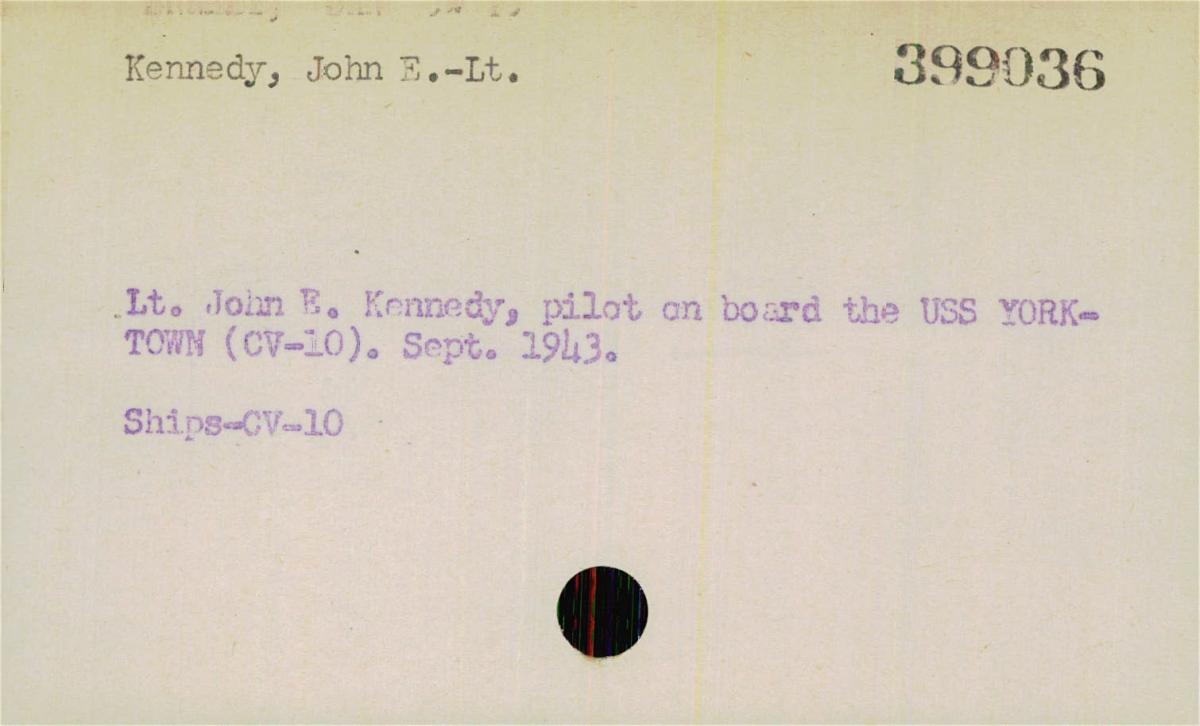 Kennedy, John E.-Lt.
399036
Lt. John E. Kennedy, pilot on board the USS YORK-
TOWN (CV-10). Sept. 1943.
Ships-CV-10